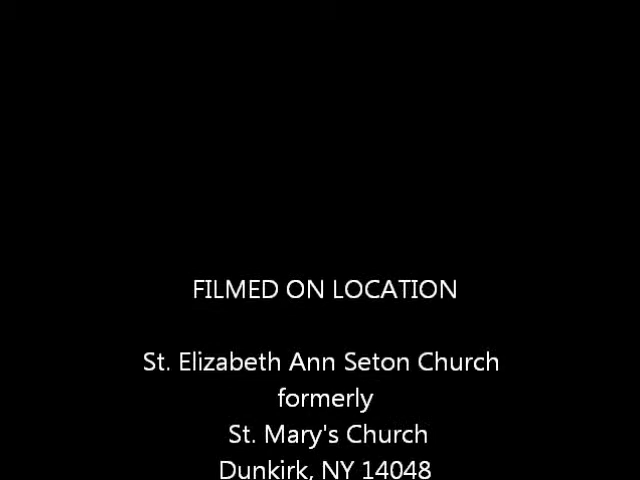 FILMED ON LOCATION
St. Elizabeth Ann Seton Church
formerly
St. Mary's Church
Dunkirk, NY 14048